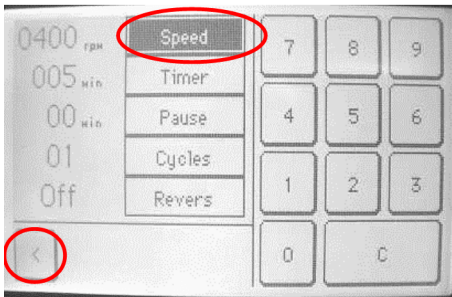 0400 rpm Speed 7 8 9
005 min Timer
00 min Pause 4 5 6
01 Cycles
Off Revers 1 2 3
< 0 C